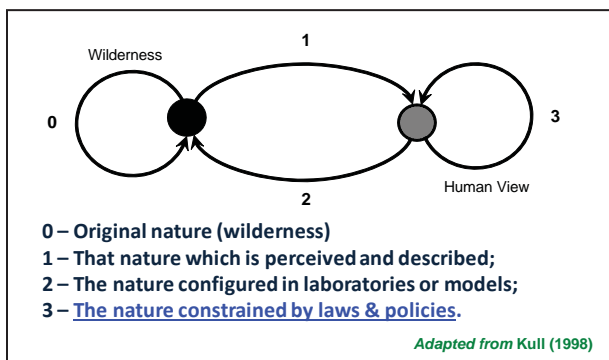 1
Wilderness
0
3
2
Human View
0 – Original nature (wilderness)
1 – That nature which is perceived and described;
2 – The nature configured in laboratories or models;
3 – The nature constrained by laws & policies.
Adapted from Kull (1998)